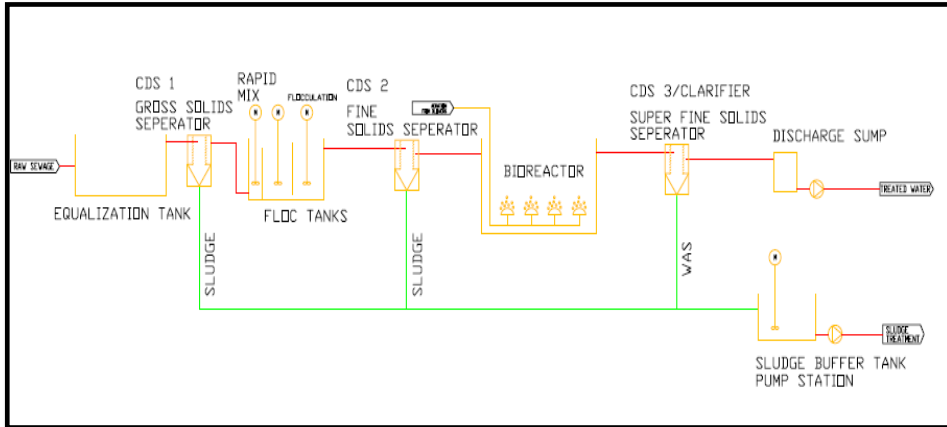 CDS 1
GROSS SOLIDS
SEPERATOR
RAPID
MIX
FLOCCULATION
CDS 2
FINE
SOLIDS SEPERATOR
CDS 3/CLARIFIER
SUPER FINE SOLIDS
SEPERATOR
DISCHARGE SUMP
RAW SEWAGE
M
M
M
BIOREACTOR
TREATED WATER
EQUALIZATION TANK
FLOC TANKS
SLUDGE
SLUDGE
WAS
M
SLUDGE
TREATMENT
SLUDGE BUFFER TANK
PUMP STATION